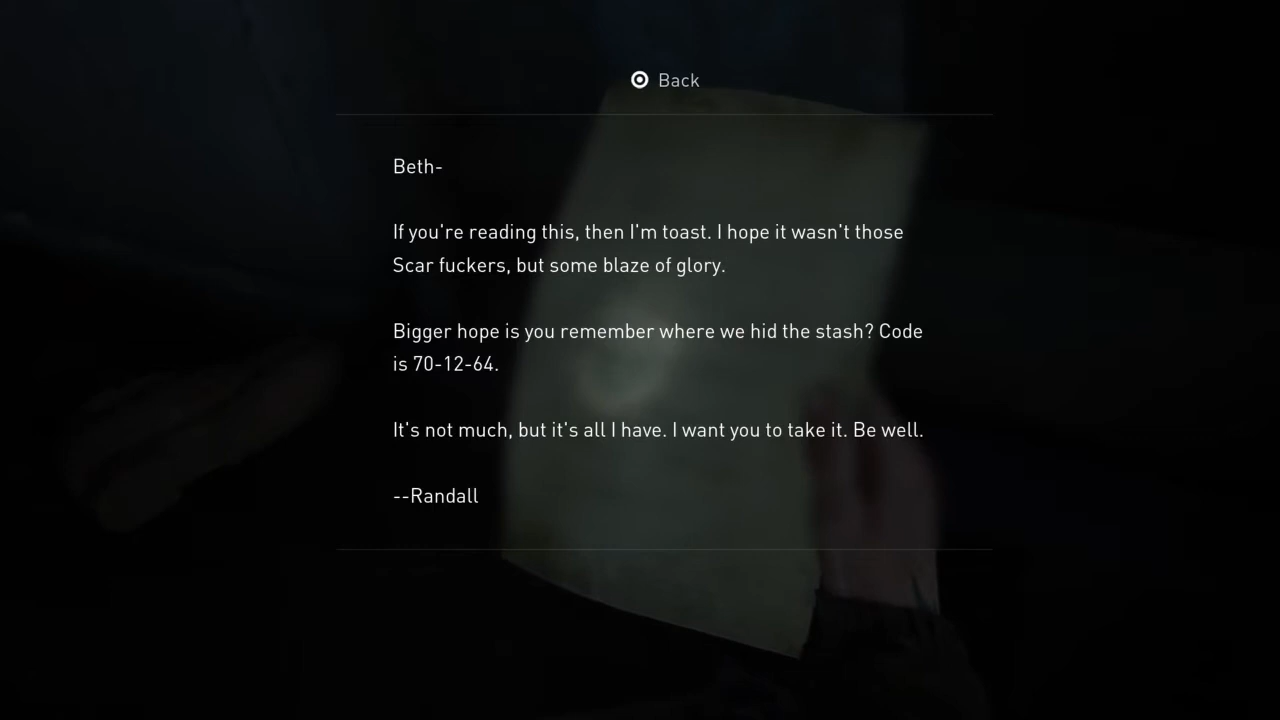 Back
Beth-
If you're reading this, then I'm toast. I hope it wasn't those
Scar fuckers, but some blaze of glory.
Bigger hope is you remember where we hid the stash? Code
is 70-12-64.
It's not much, but it's all I have. I want you to take it. Be well.
--Randall